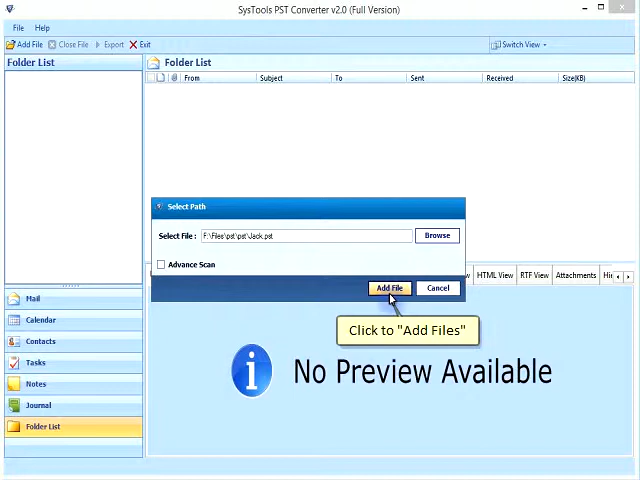 SysTools PST Converter v2.0 (Full Version)
File Help
Add File Close File Export Exit Switch View
Folder List
Folder List
From Subject To Sent Received Size(KB)
Select Path
Select File : F:\Files\pst\pst\Jack.pst Browse
Advance Scan
HTML View RTF View Attachments
Add File Cancel
Click to "Add Files"
No Preview Available
Mail
Calendar
Contacts
Tasks
Notes
Journal
Folder List